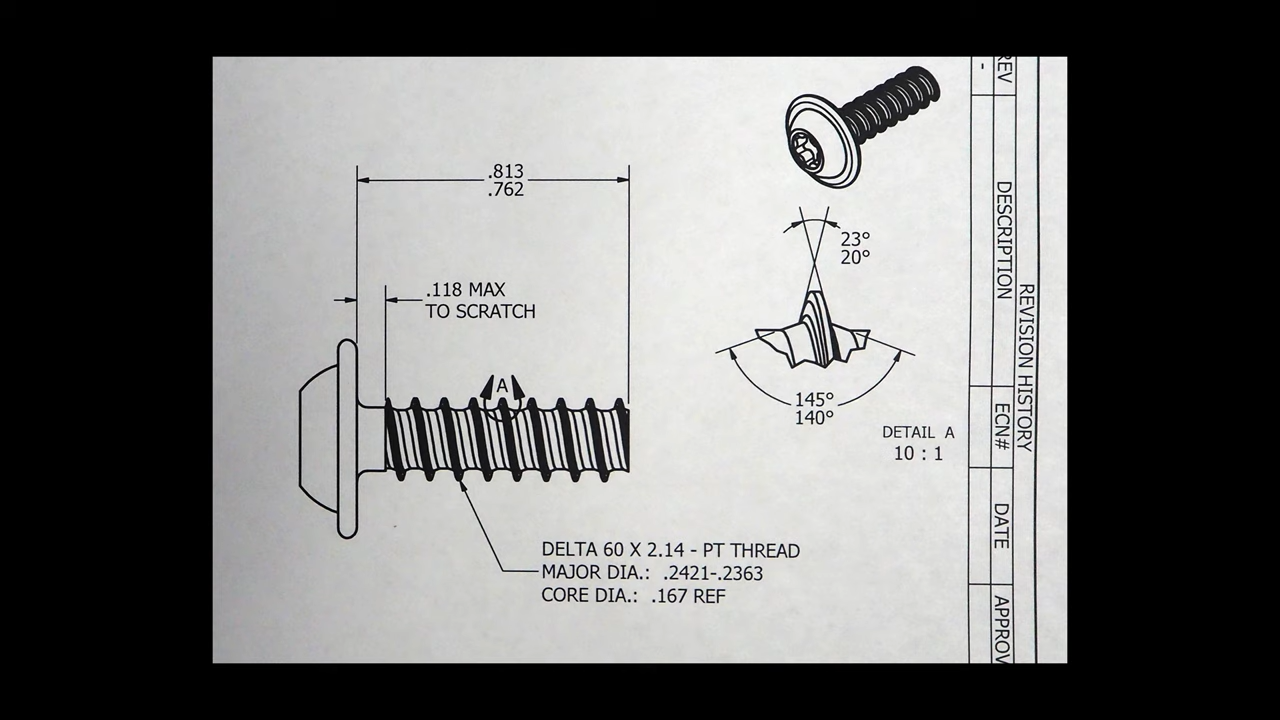 .813
.762
.118 MAX
TO SCRATCH
A
DELTA 60 X 2.14 - PT THREAD
MAJOR DIA.: .2421-.2363
CORE DIA.: .167 REF
23°
20°
145°
140°
DETAIL A
10 : 1
REVISION HISTORY
REV
DESCRIPTION
ECN#
DATE
-